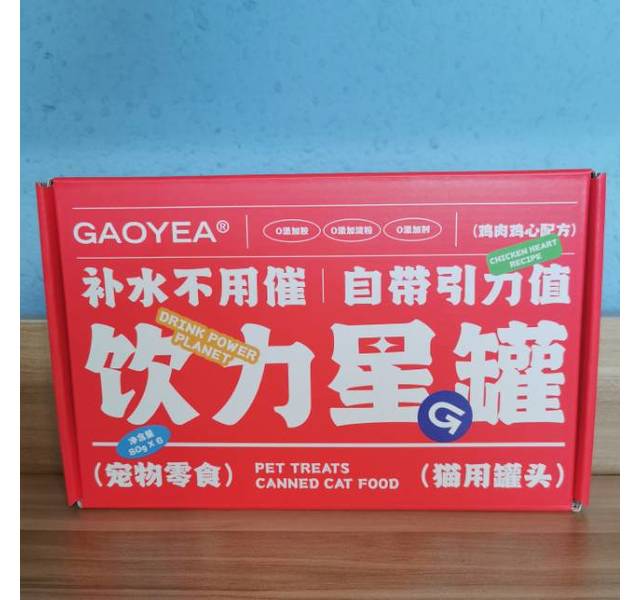 GAOYEA®
0添加胶
0添加淀粉
0添加剂
(鸡肉鸡心配方)
CHICKEN HEART
RECIPE
补水不用催
自带引力值
DRINK POWER
PLANET
饮力星罐
净含量
80g×6
(宠物零食)
PET TREATS
CANNED CAT FOOD
(猫用罐头)